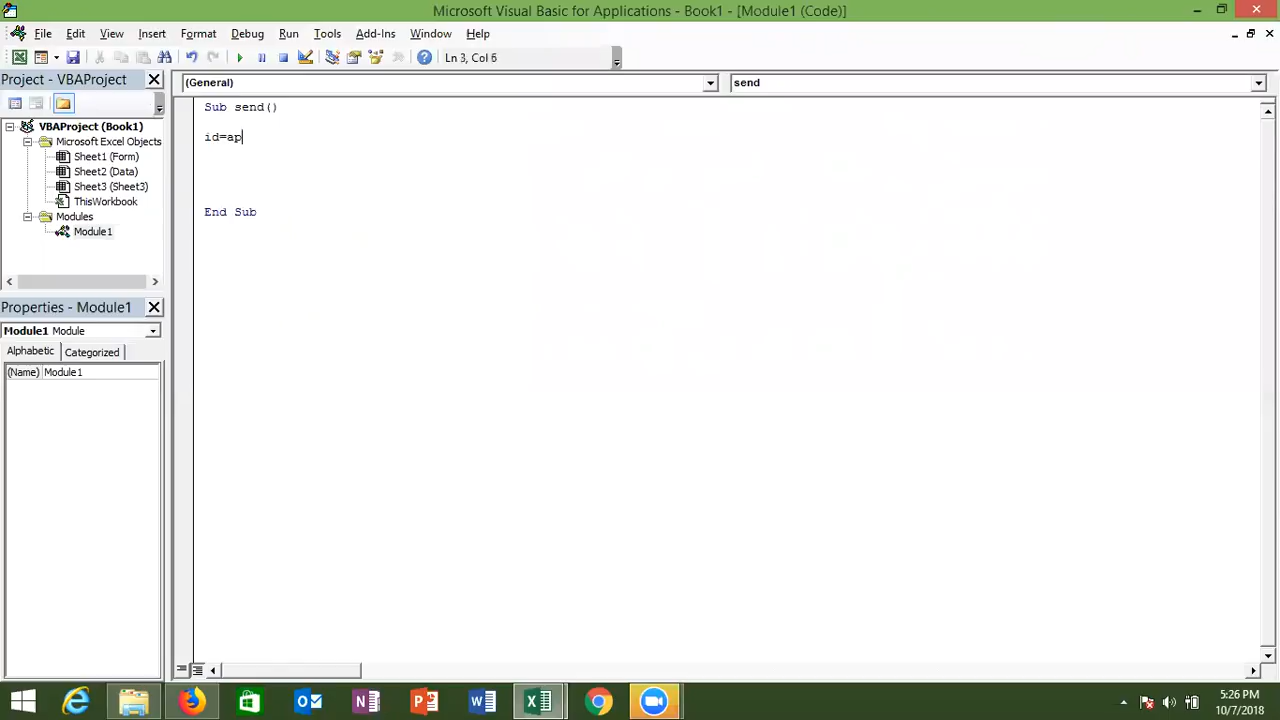 Microsoft Visual Basic for Applications - Book1 - [Module1 (Code)]
File Edit View Insert Format Debug Run Tools Add-Ins Window Help
Ln 3, Col 6
Project - VBAProject
(General)
send
VBAProject (Book1)
Microsoft Excel Objects
Sheet1 (Form)
Sheet2 (Data)
Sheet3 (Sheet3)
ThisWorkbook
Modules
Module1
Sub send()
id=ap
End Sub
Properties - Module1
Module1 Module
Alphabetic Categorized
(Name) Module1
5:26 PM
10/7/2018